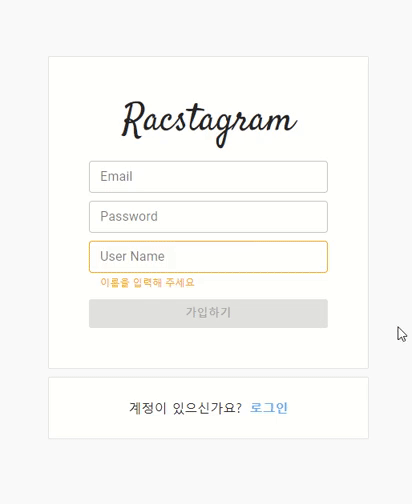 Racstagram
Email
Password
User Name
이름을 입력해 주세요
가입하기
계정이 있으신가요? 로그인